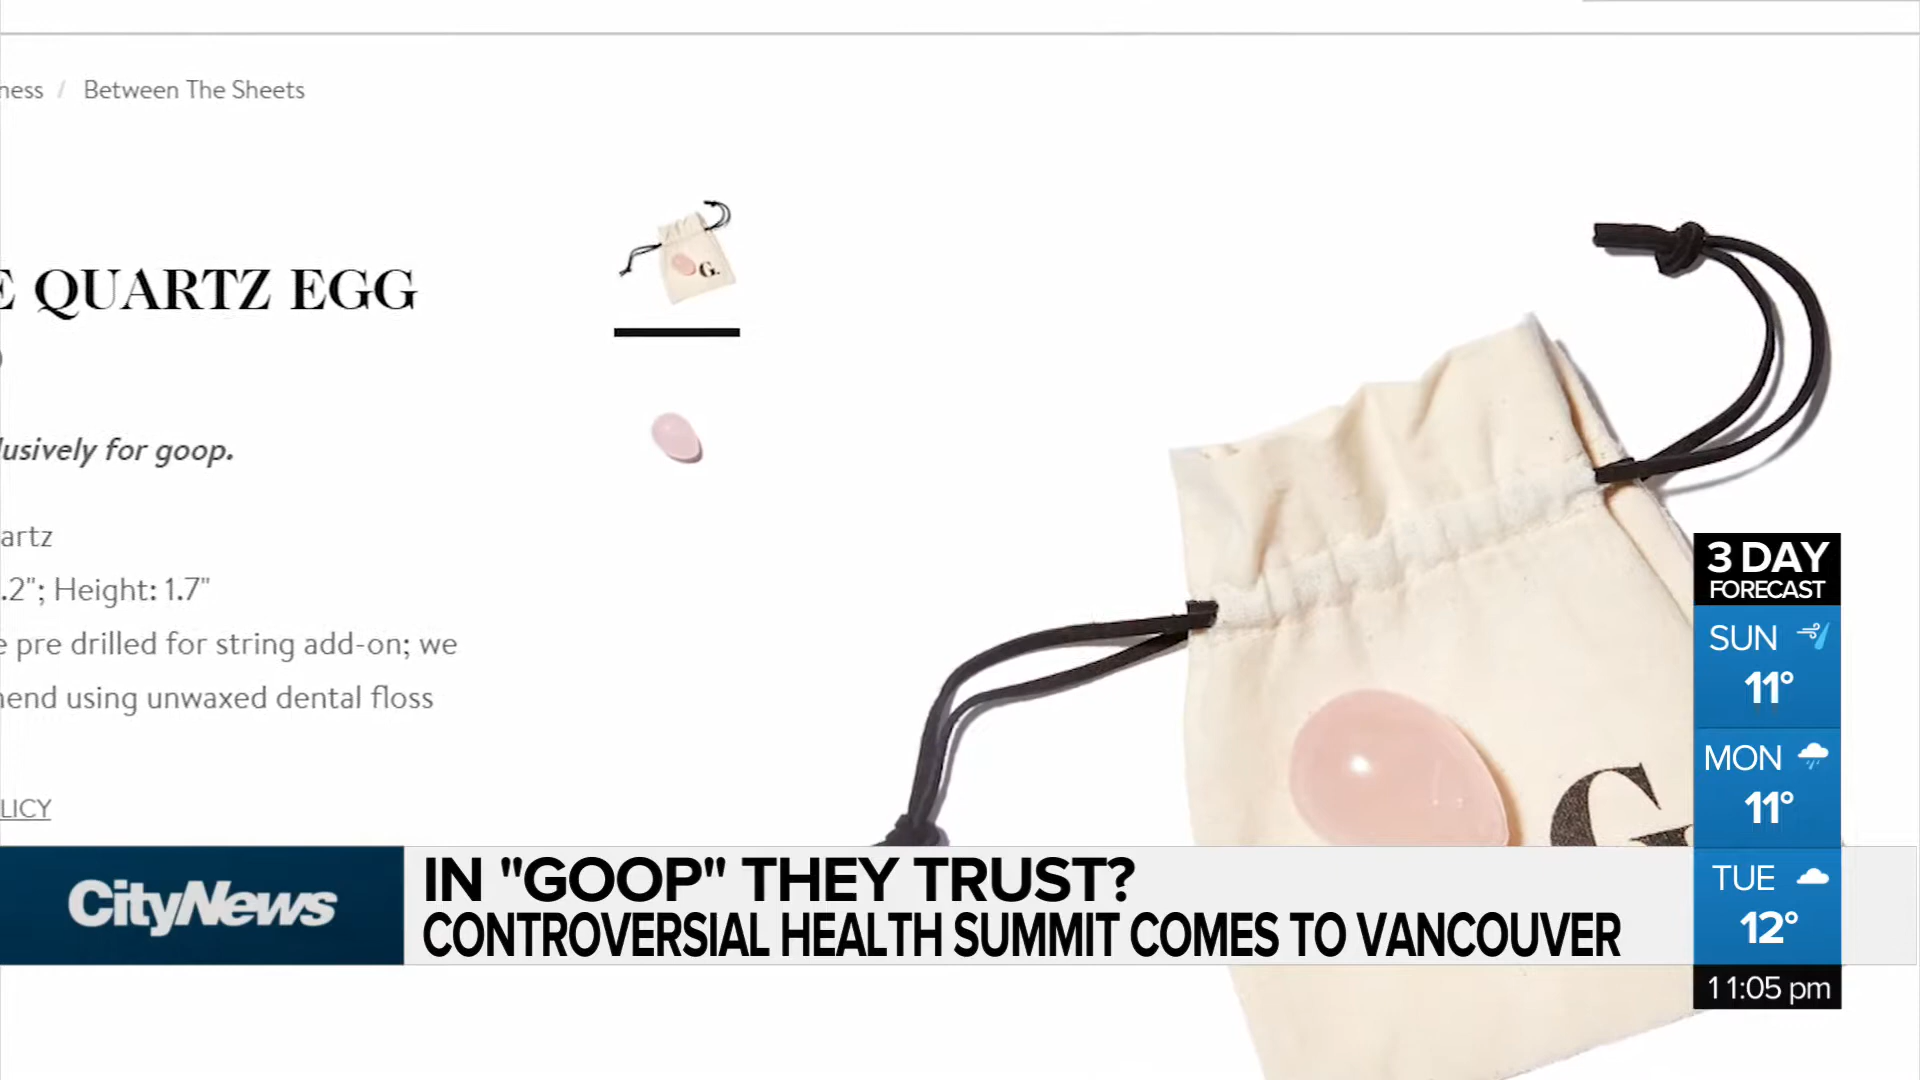 ness / Between The Sheets
E QUARTZ EGG
G.
lusively for goop.
artz
.2"; Height: 1.7"
e pre drilled for string add-on; we
nend using unwaxed dental floss
LICY
G
3 DAY
FORECAST
SUN
11°
MON
11°
TUE
12°
11:05 pm
CityNews
IN "GOOP" THEY TRUST?
CONTROVERSIAL HEALTH SUMMIT COMES TO VANCOUVER